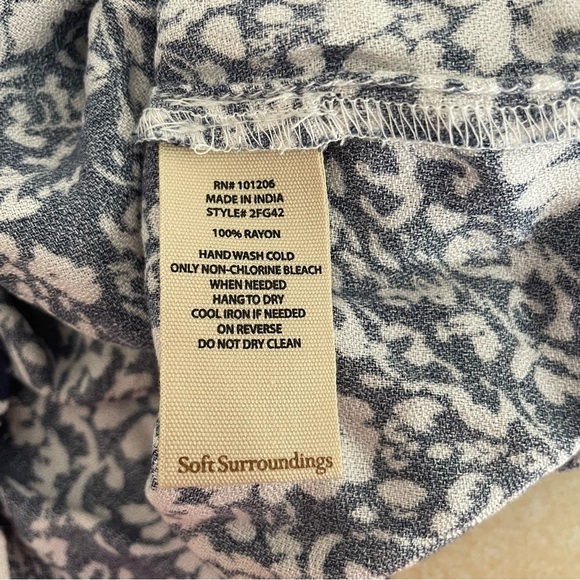 RN# 101206
MADE IN INDIA
STYLE# 2FG42
100% RAYON
HAND WASH COLD
ONLY NON-CHLORINE BLEACH
WHEN NEEDED
HANG TO DRY
COOL IRON IF NEEDED
ON REVERSE
DO NOT DRY CLEAN
Soft Surroundings